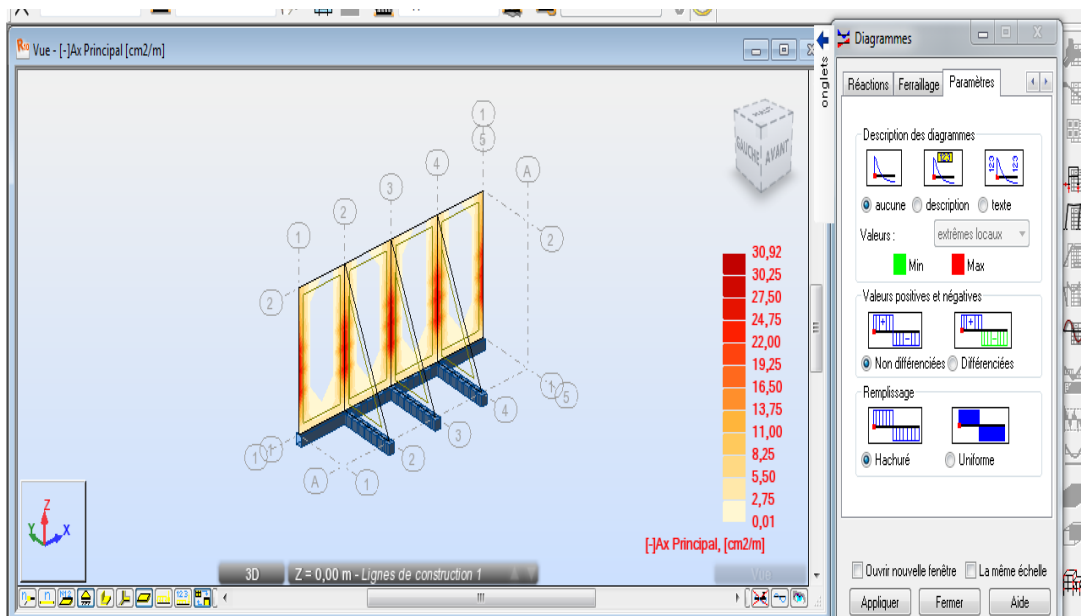 Vue - [-]Ax Principal [cm2/m]
onglets
GAUCHE
AVANT
1
5
4
A
3
2
1
2
2
1
5
4
3
2
1
A
1
1
30,92
30,25
27,50
24,75
22,00
19,25
16,50
13,75
11,00
8,25
5,50
2,75
0,01
[-]Ax Principal, [cm2/m]
Z
Y
X
3D
Z = 0,00 m - Lignes de construction 1
Vue
Diagrammes
Réactions
Ferraillage
Paramètres
Description des diagrammes
123
123
123
aucune
description
texte
Valeurs :
extrêmes locaux
Min
Max
Valeurs positives et négatives
Non différenciées
Différenciées
Remplissage
Hachuré
Uniforme
Ouvrir nouvelle fenêtre
La même échelle
Appliquer
Fermer
Aide